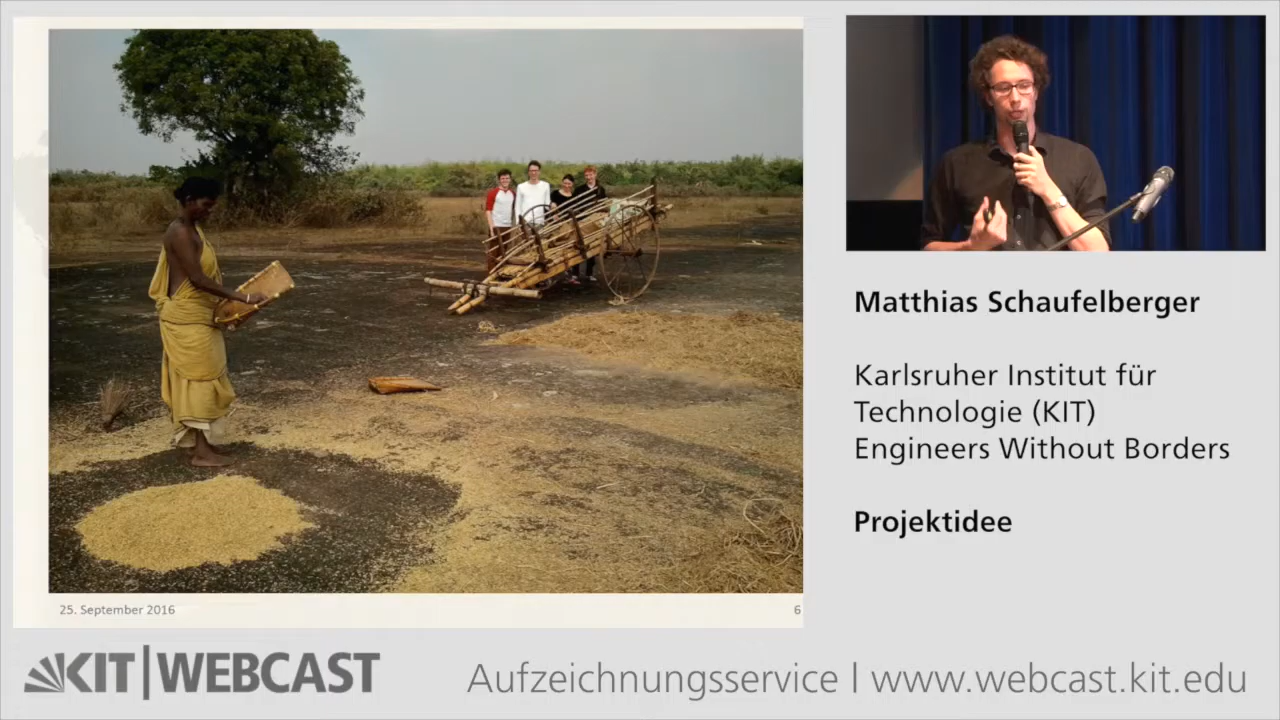 Matthias Schaufelberger
Karlsruher Institut für
Technologie (KIT)
Engineers Without Borders
Projektidee
25. September 2016
6
KIT WEBCAST
Aufzeichnungsservice | www.webcast.kit.edu